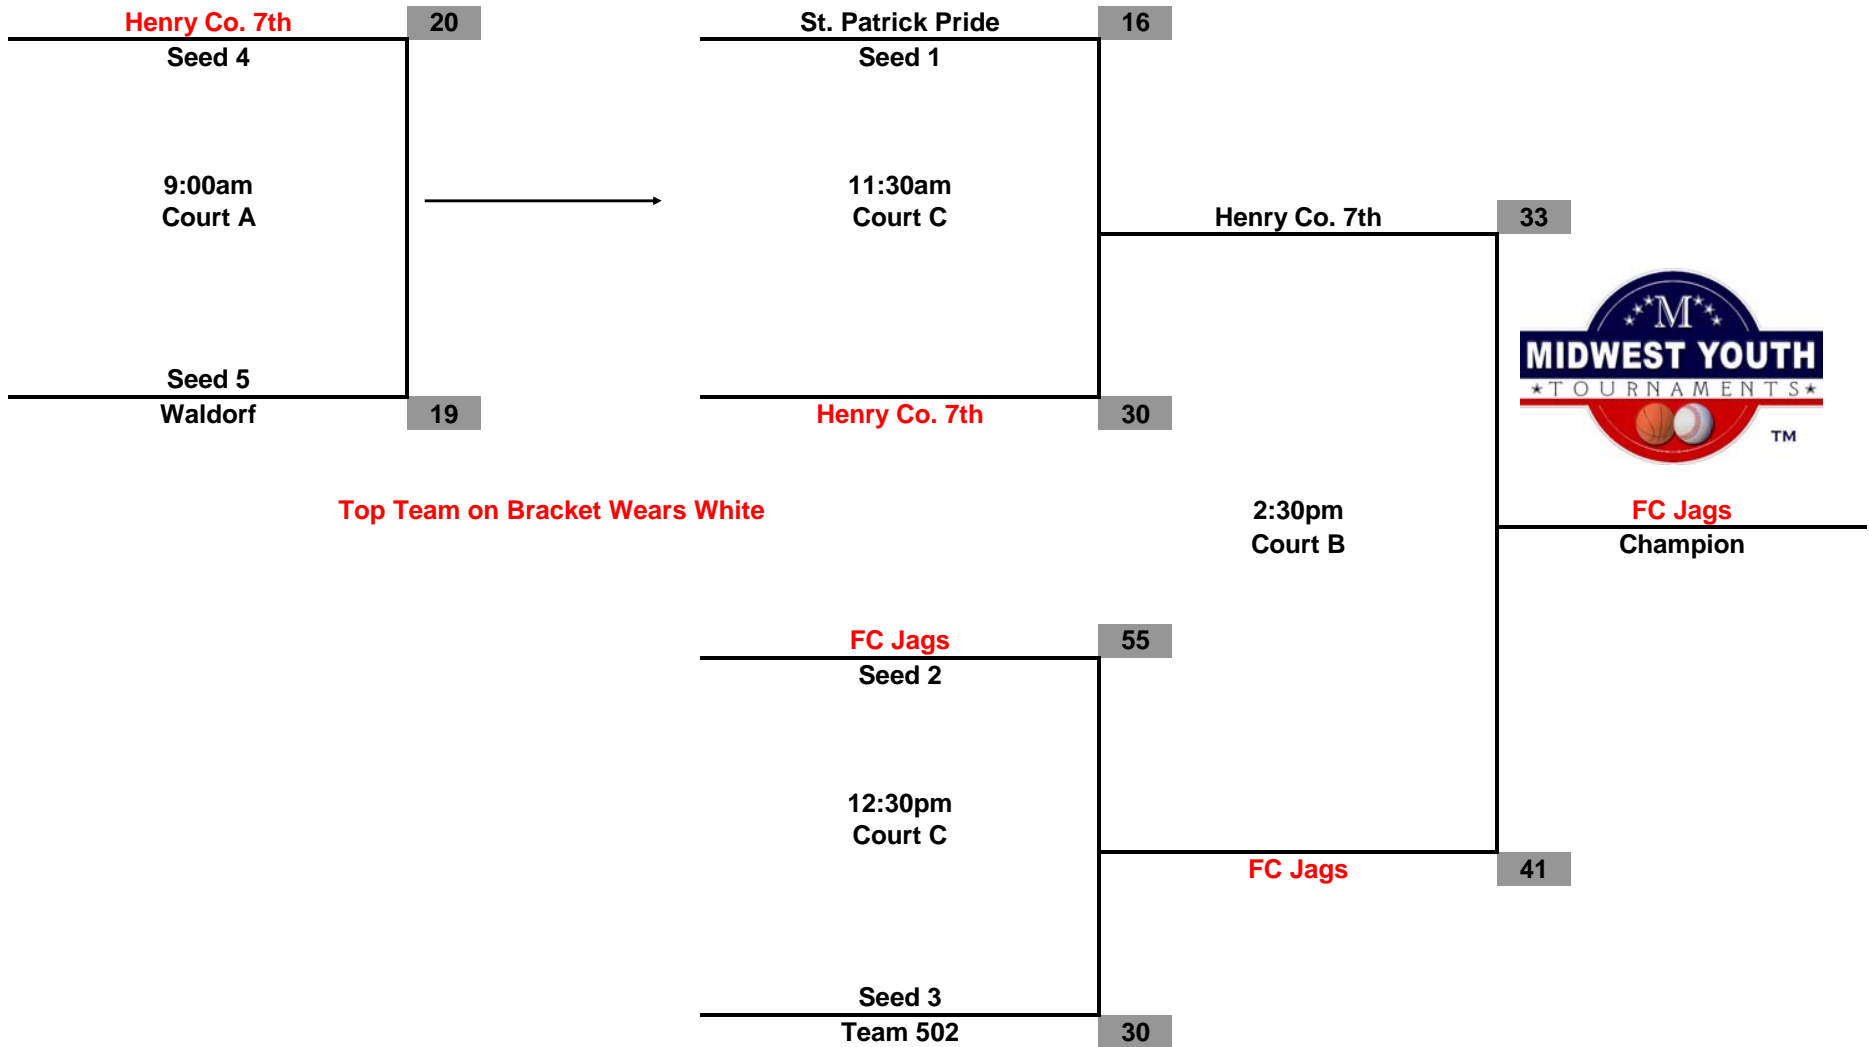 Henry Co. 7th 20
Seed 4
9:00am
Court A
Seed 5
Waldorf 19
St. Patrick Pride 16
Seed 1
11:30am
Court C
Henry Co. 7th 30
Henry Co. 7th 33
M
MIDWEST YOUTH
TOURNAMENTS
TM
Top Team on Bracket Wears White
2:30pm
Court B
FC Jags
Champion
FC Jags 55
Seed 2
12:30pm
Court C
Seed 3
Team 502 30
FC Jags 41